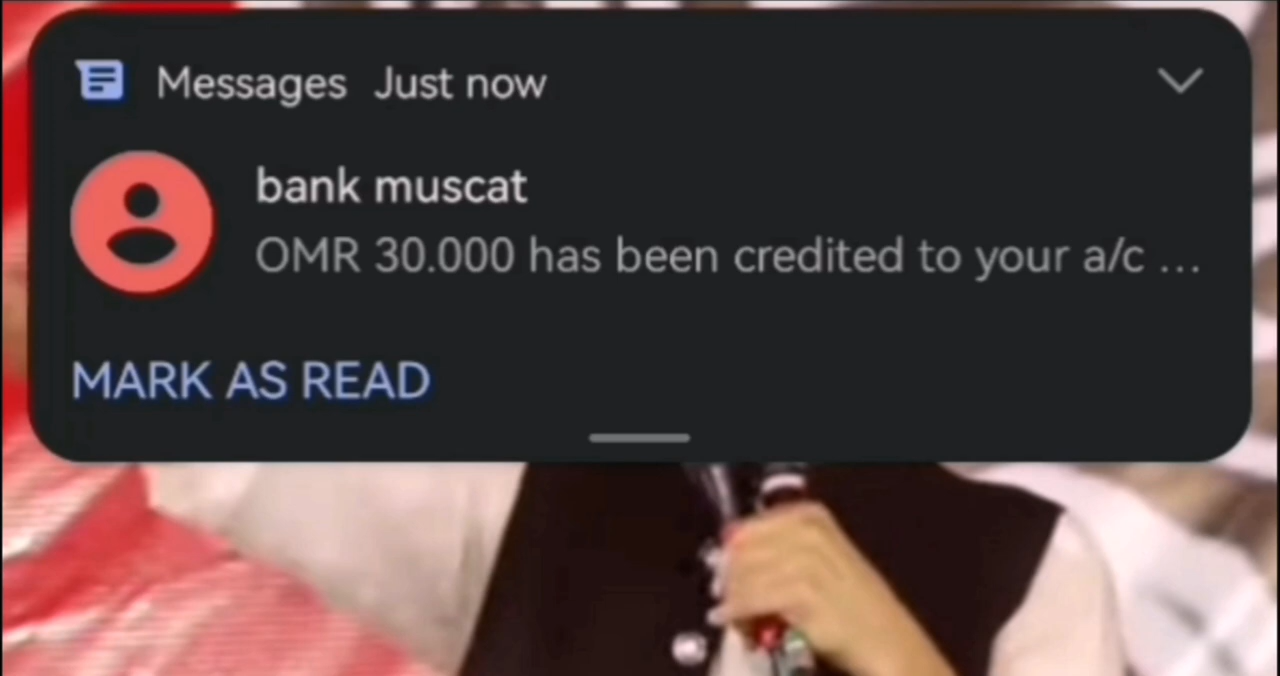 Messages Just now
bank muscat
OMR 30.000 has been credited to your a/c ...
MARK AS READ